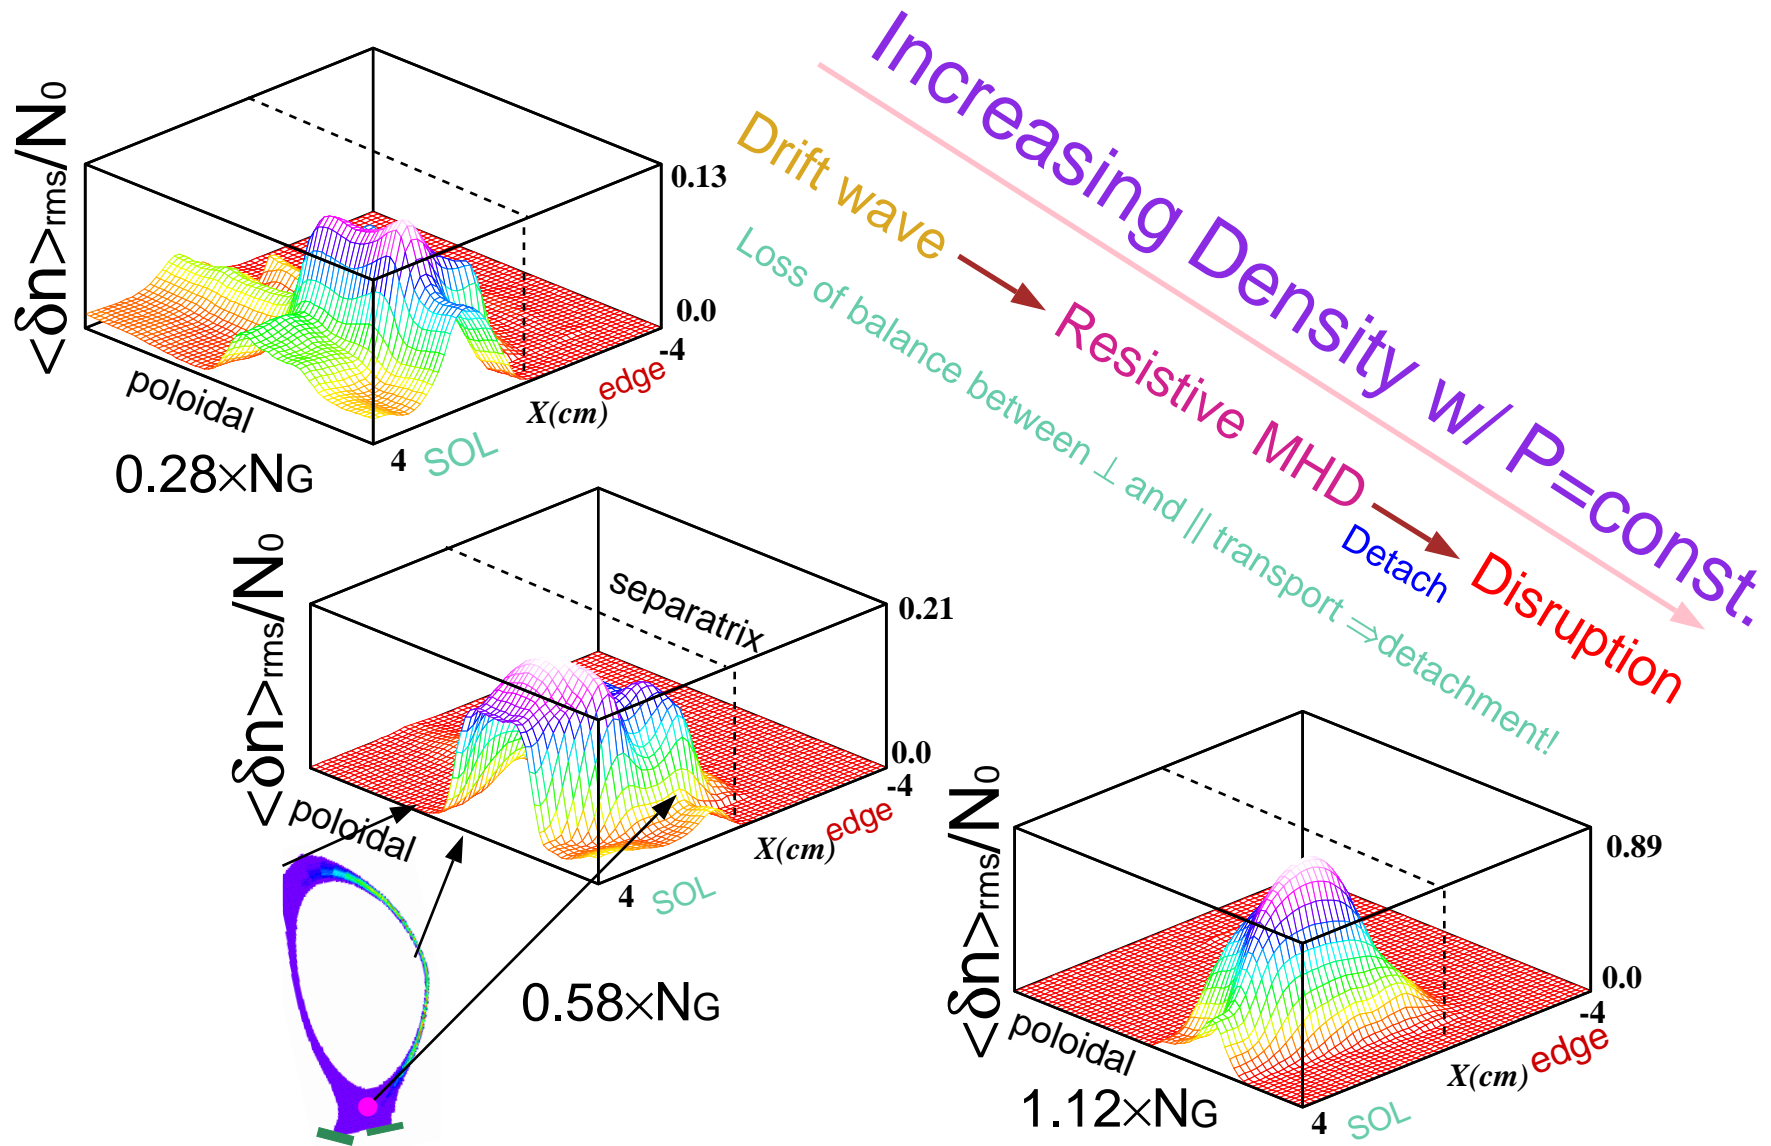 Increasing Density w/ P=const.
Drift wave
Resistive MHD
Detach
Disruption
Loss of balance between ⊥ and || transport ⇒detachment!
<δn>rms/N0
0.13
0.0
-4
edge
X(cm)
SOL
4
poloidal
0.28×NG
<δn>rms/N0
separatrix
0.21
0.0
-4
edge
X(cm)
SOL
4
poloidal
0.58×NG
<δn>rms/N0
0.89
0.0
-4
edge
X(cm)
SOL
4
poloidal
1.12×NG